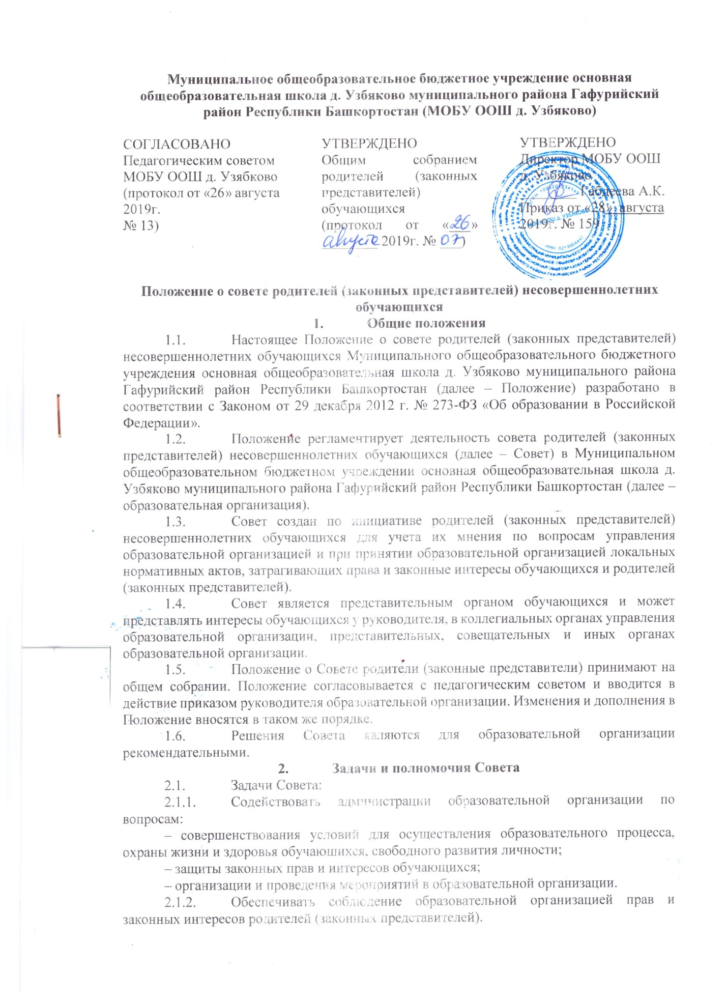 Муниципальное общеобразовательное бюджетное учреждение основная
общеобразовательная школа д. Узбяково муниципального района Гафурийский
район Республики Башкортостан (МОБУ ООШ д. Узбяково)
СОГЛАСОВАНО
Педагогическим советом
МОБУ ООШ д. Узябково
(протокол от «26» августа
2019г.
№ 13)
УТВЕРЖДЕНО
Общим собранием
родителей (законных
представителей)
обучающихся
(протокол от «26»
августа 2019г. № 07)
УТВЕРЖДЕНО
Директор МОБУ ООШ
д. Узбяково
Габдеева А.К.
Приказ от «28» августа
2019г. № 159
МОБУ ООШ д. УЗБЯКОВО
ИНН 0219004447
Положение о совете родителей (законных представителей) несовершеннолетних
обучающихся
1. Общие положения
1.1. Настоящее Положение о совете родителей (законных представителей)
несовершеннолетних обучающихся Муниципального общеобразовательного бюджетного
учреждения основная общеобразовательная школа д. Узбяково муниципального района
Гафурийский район Республики Башкортостан (далее – Положение) разработано в
соответствии с Законом от 29 декабря 2012 г. № 273-ФЗ «Об образовании в Российской
Федерации».
1.2. Положение регламентирует деятельность совета родителей (законных
представителей) несовершеннолетних обучающихся (далее – Совет) в Муниципальном
общеобразовательном бюджетном учреждении основная общеобразовательная школа д.
Узбяково муниципального района Гафурийский район Республики Башкортостан (далее –
образовательная организация).
1.3. Совет создан по инициативе родителей (законных представителей)
несовершеннолетних обучающихся для учета их мнения по вопросам управления
образовательной организацией и при принятии образовательной организацией локальных
нормативных актов, затрагивающих права и законные интересы обучающихся и родителей
(законных представителей).
1.4. Совет является представительным органом обучающихся и может
представлять интересы обучающихся у руководителя, в коллегиальных органах управления
образовательной организации, представительных, совещательных и иных органах
образовательной организации.
1.5. Положение о Совете родители (законные представители) принимают на
общем собрании. Положение согласовывается с педагогическим советом и вводится в
действие приказом руководителя образовательной организации. Изменения и дополнения в
Положение вносятся в таком же порядке.
1.6. Решения Совета являются для образовательной организации
рекомендательными.
2. Задачи и полномочия Совета
2.1. Задачи Совета:
2.1.1. Содействовать администрации образовательной организации по
вопросам:
– совершенствования условий для осуществления образовательного процесса,
охраны жизни и здоровья обучающихся, свободного развития личности;
– защиты законных прав и интересов обучающихся;
– организации и проведения мероприятий в образовательной организации.
2.1.2. Обеспечивать соблюдение образовательной организацией прав и
законных интересов родителей (законных представителей).